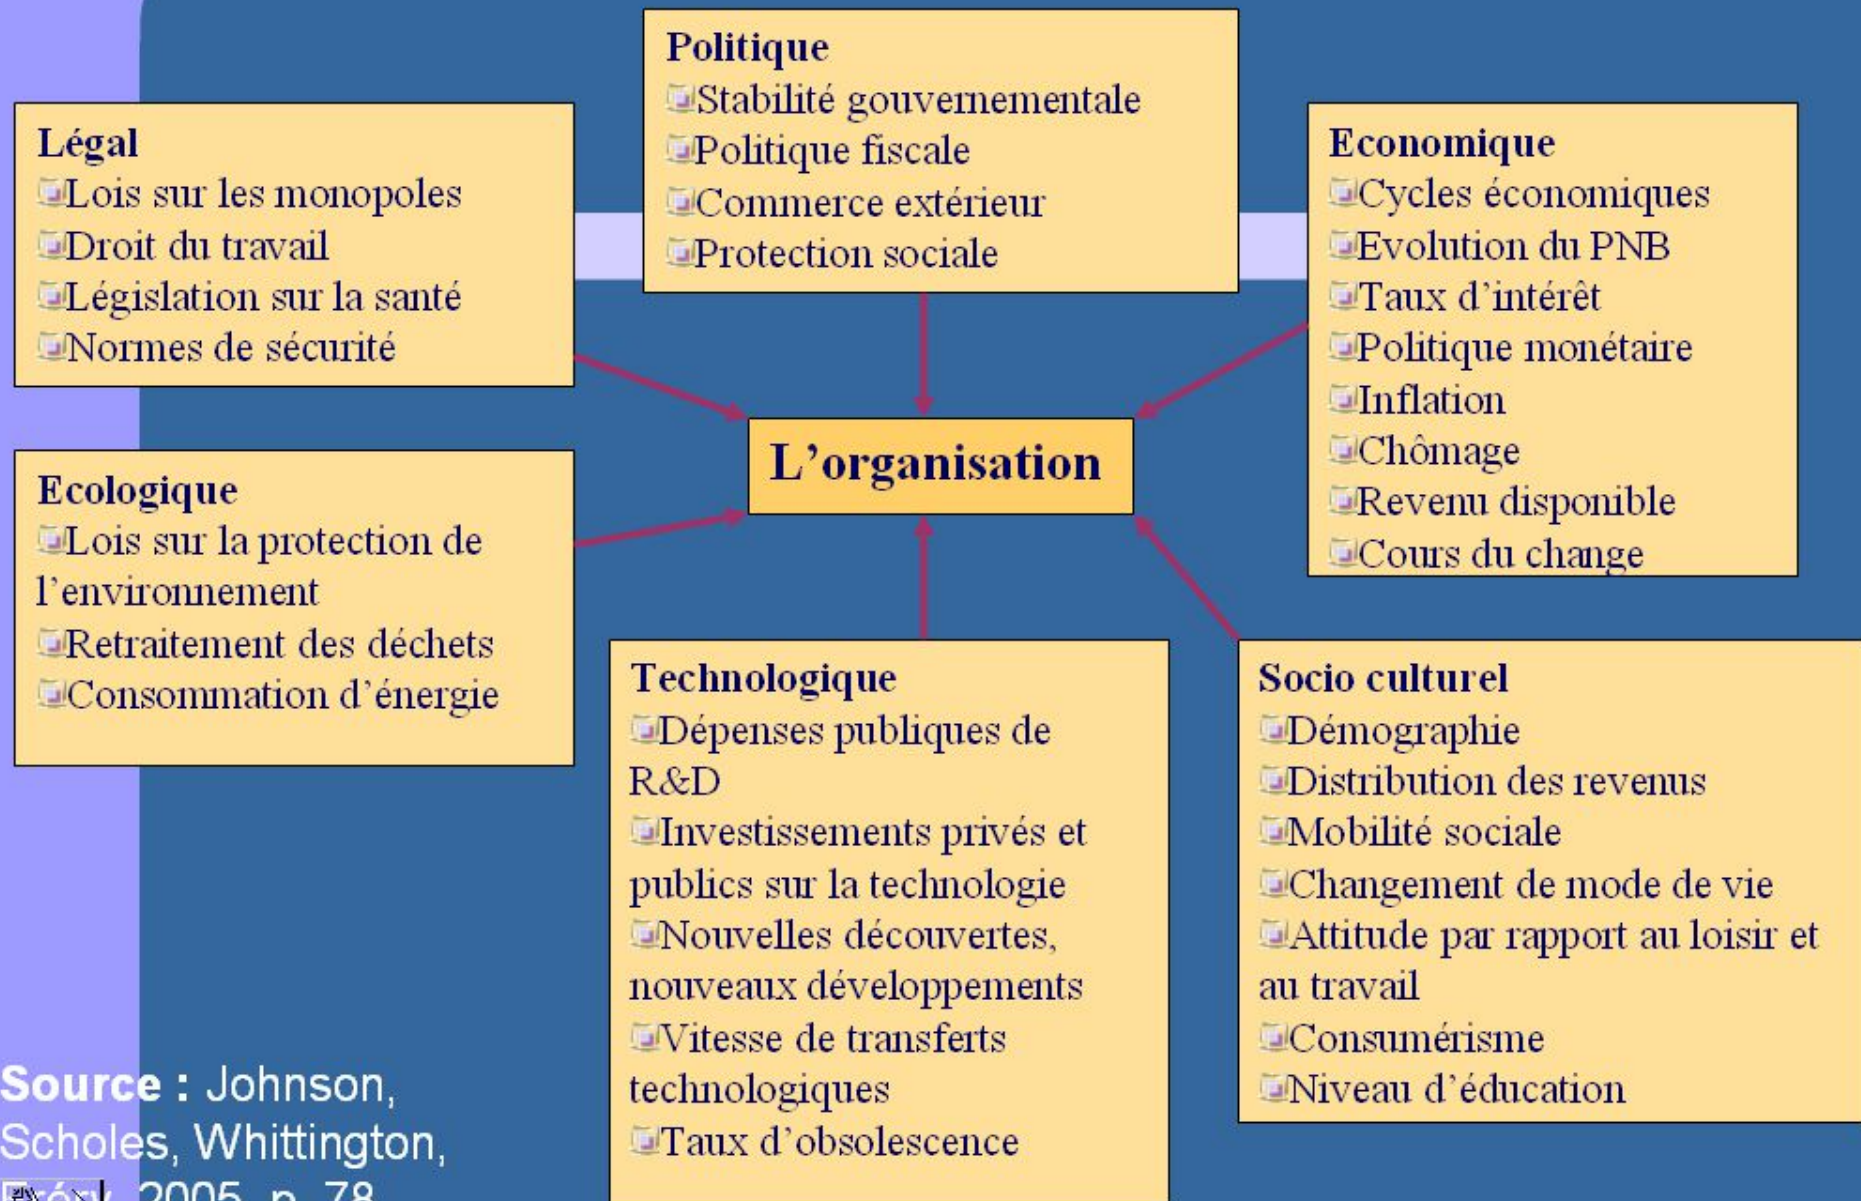 Politique
Stabilité gouvernementale
Politique fiscale
Commerce extérieur
Protection sociale
Légal
Lois sur les monopoles
Droit du travail
Législation sur la santé
Normes de sécurité
Economique
Cycles économiques
Evolution du PNB
Taux d'intérêt
Politique monétaire
Inflation
Chômage
Revenu disponible
Cours du change
L'organisation
Ecologique
Lois sur la protection de
l'environnement
Retraitement des déchets
Consommation d'énergie
Technologique
Dépenses publiques de
R&D
Investissements privés et
publics sur la technologie
Nouvelles découvertes,
nouveaux développements
Vitesse de transferts
technologiques
Taux d'obsolescence
Socio culturel
Démographie
Distribution des revenus
Mobilité sociale
Changement de mode de vie
Attitude par rapport au loisir et
au travail
Consumérisme
Niveau d'éducation
Source : Johnson,
Scholes, Whittington,
2005, p. 78